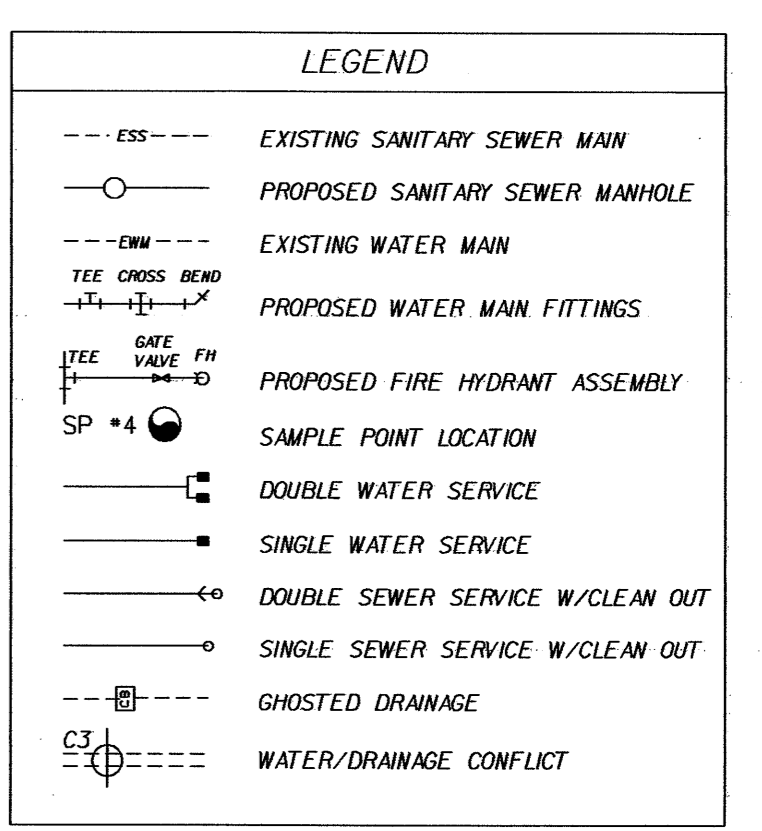 LEGEND
ESS EXISTING SANITARY SEWER MAIN
PROPOSED SANITARY SEWER MANHOLE
EWM EXISTING WATER MAIN
TEE CROSS BEND
PROPOSED WATER MAIN FITTINGS
TEE GATE VALVE FH
PROPOSED FIRE HYDRANT ASSEMBLY
SP #4 SAMPLE POINT LOCATION
DOUBLE WATER SERVICE
SINGLE WATER SERVICE
DOUBLE SEWER SERVICE W/CLEAN OUT
SINGLE SEWER SERVICE W/CLEAN OUT
CB GHOSTED DRAINAGE
C3 WATER/DRAINAGE CONFLICT